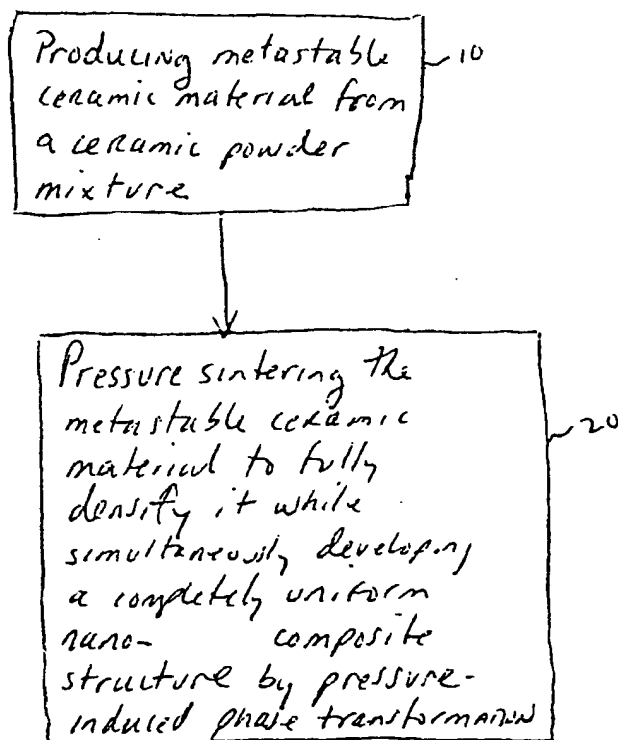 Producing metastable
ceramic material from
a ceramic powder
mixture
10
Pressure sintering the
metastable ceramic
material to fully
densify it while
simultaneously developing
a completely uniform
nano- composite
structure by pressure-
induced phase transformation
20